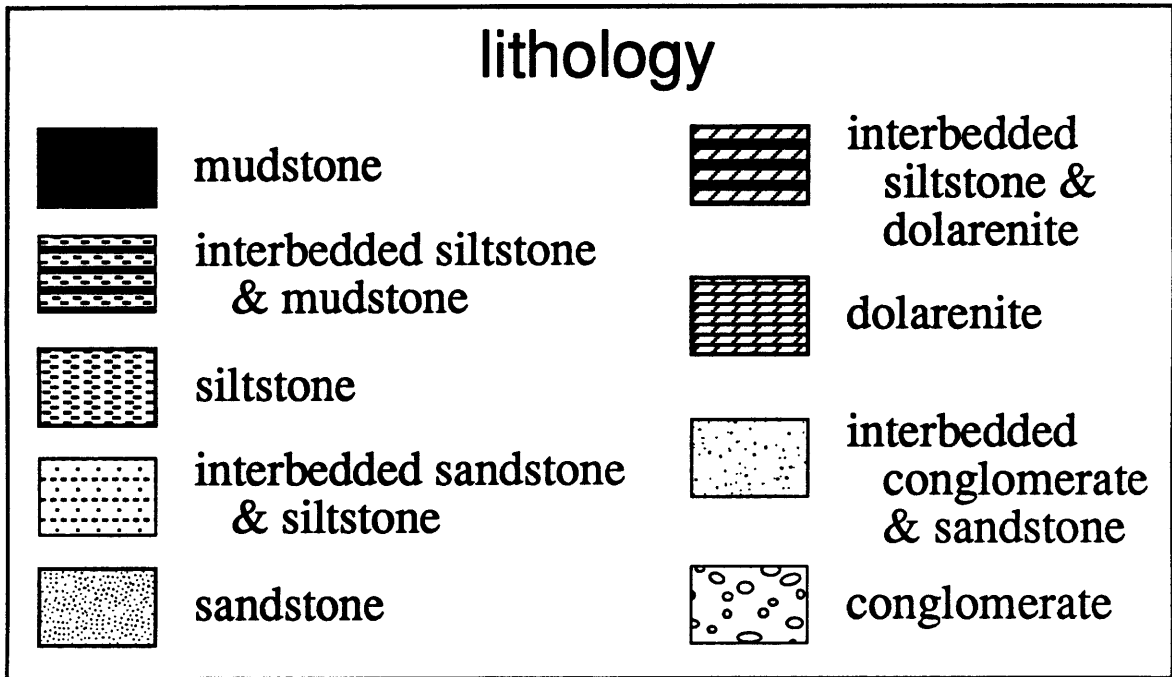 lithology
mudstone
interbedded siltstone
& mudstone
siltstone
interbedded sandstone
& siltstone
sandstone
interbedded
siltstone &
dolarenite
dolarenite
interbedded
conglomerate
& sandstone
conglomerate